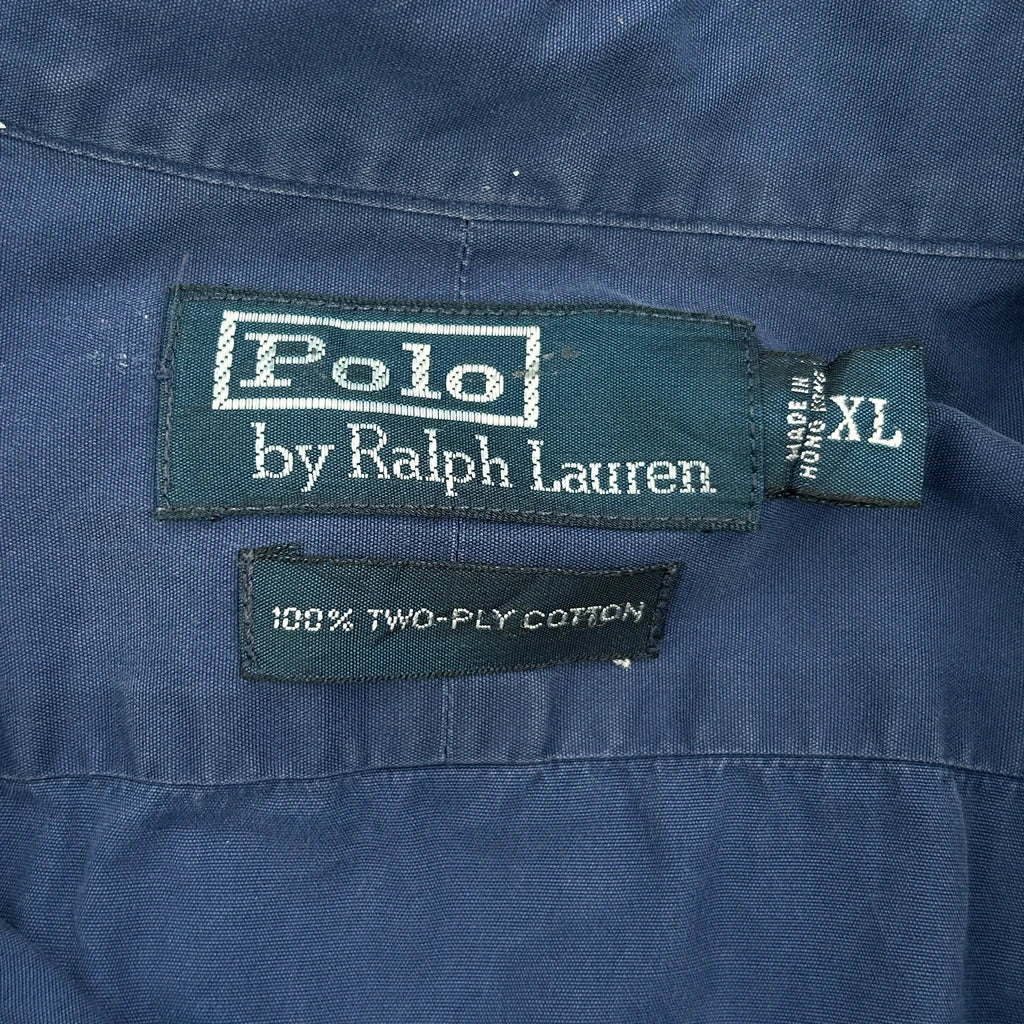 Polo
by Ralph Lauren
MADE IN
HONG KONG
XL
100% TWO-PLY COTTON